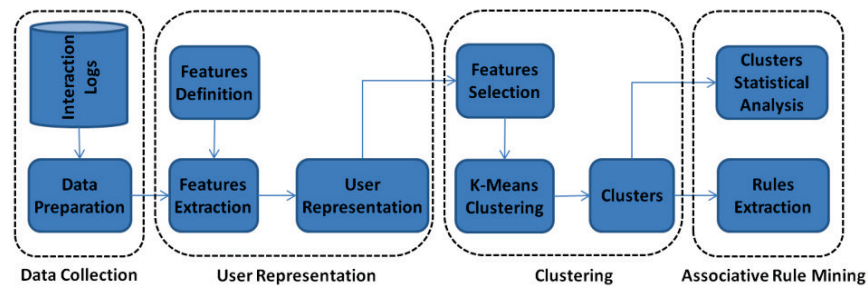 Interaction
Logs
Data
Preparation
Data Collection
Features
Definition
Features
Extraction
User
Representation
User Representation
Features
Selection
K-Means
Clustering
Clusters
Clustering
Clusters
Statistical
Analysis
Rules
Extraction
Associative Rule Mining